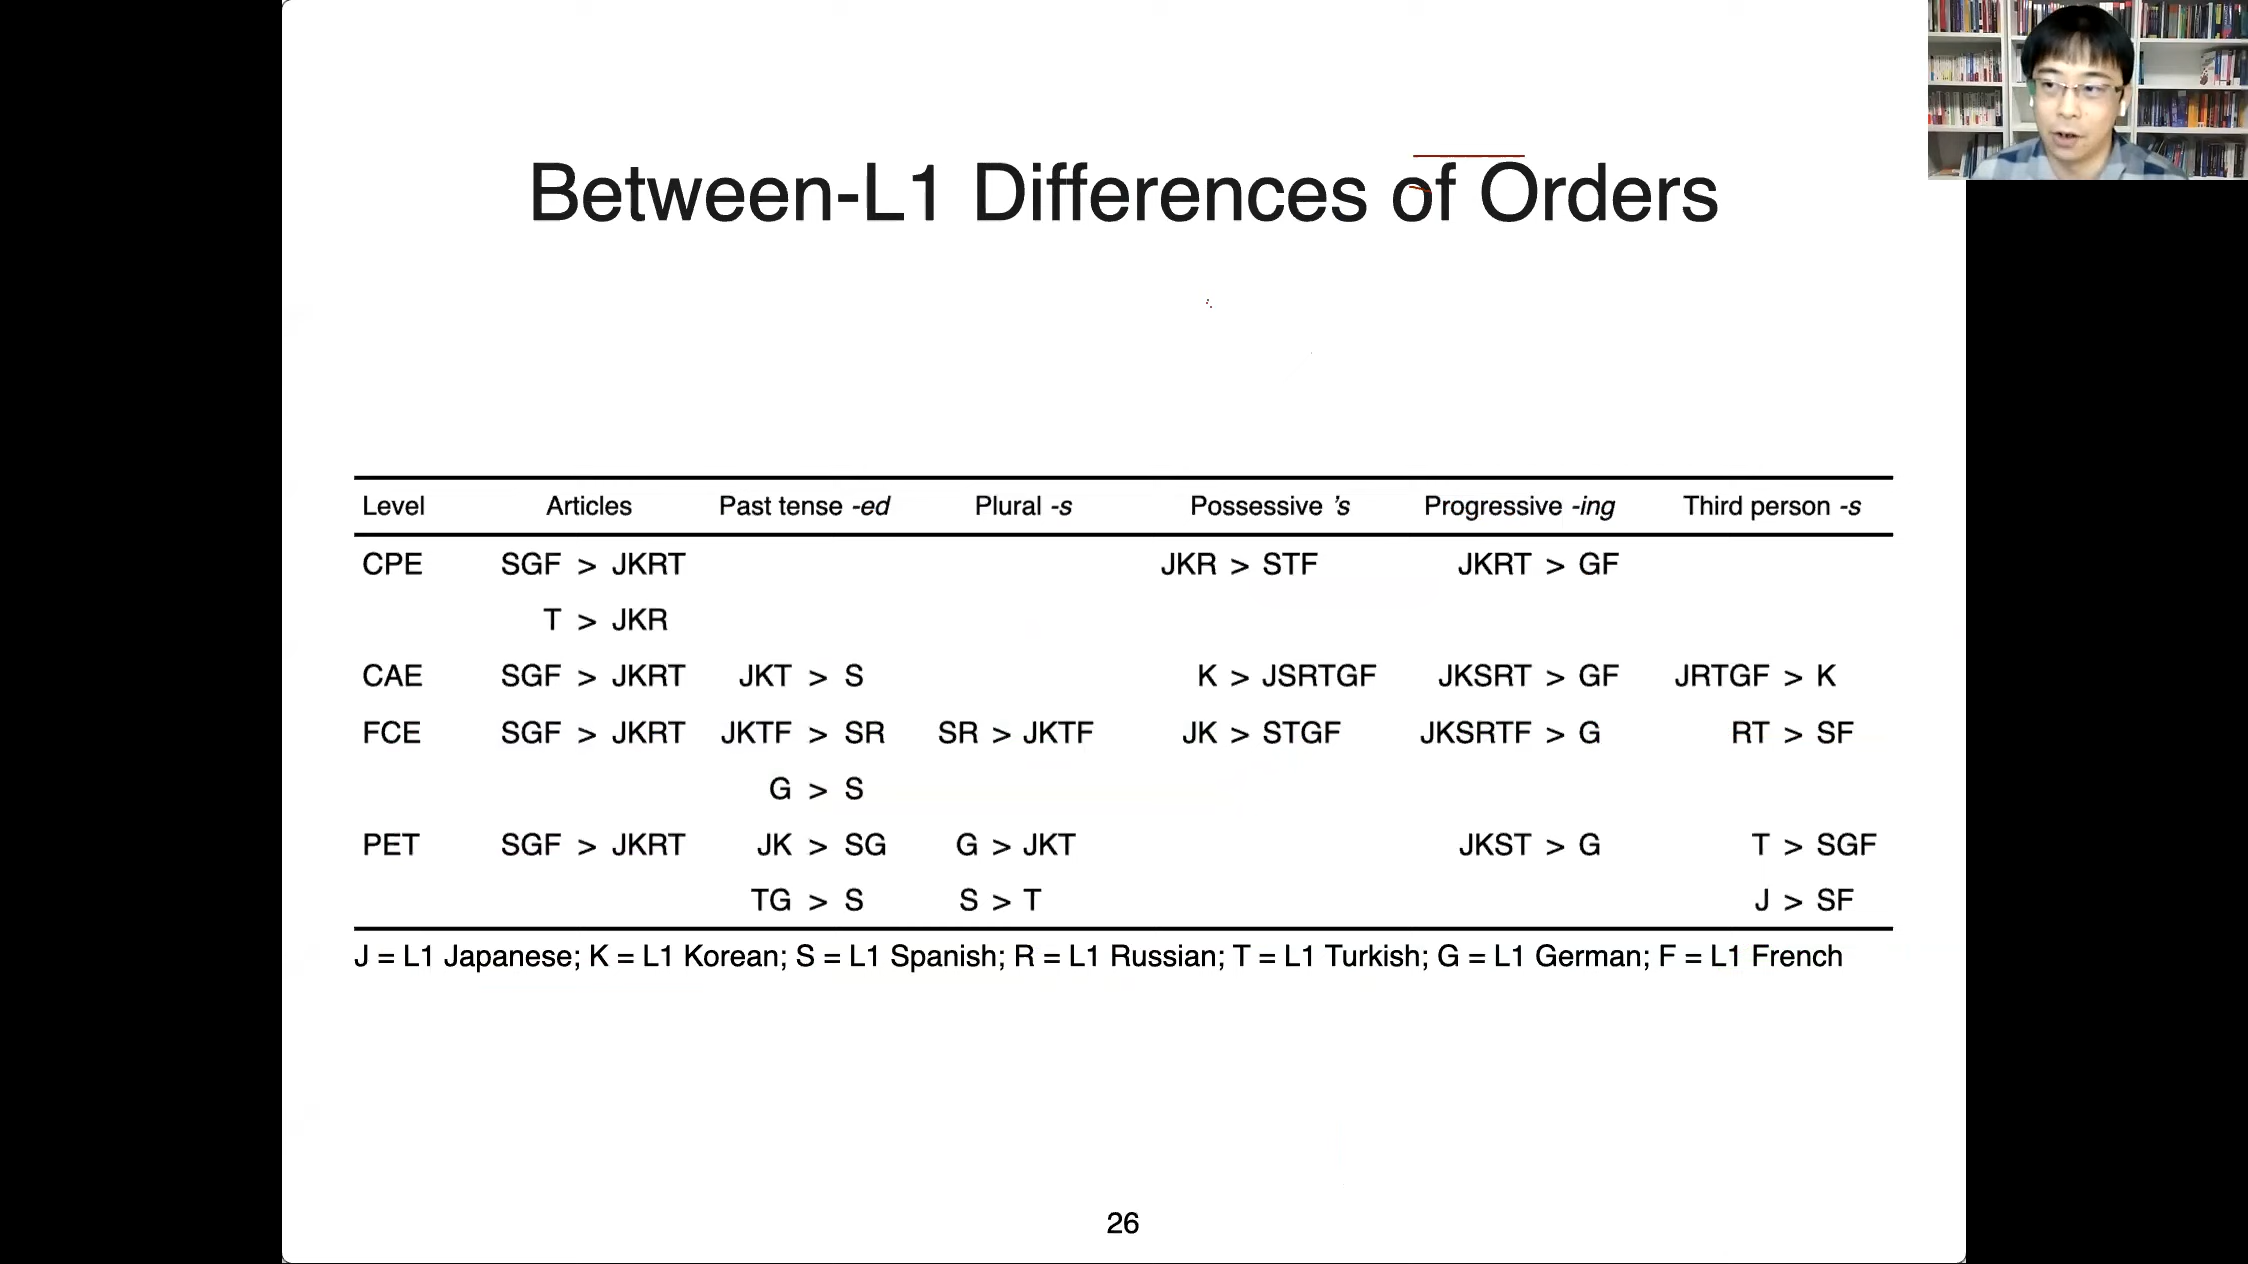 Between-L1 Differences of Orders
Level Articles Past tense -ed Plural -s Possessive 's Progressive -ing Third person -s
CPE SGF > JKRT JKR > STF JKRT > GF
T > JKR
CAE SGF > JKRT JKT > S K > JSRTGF JKSRT > GF JRTGF > K
FCE SGF > JKRT JKTF > SR SR > JKTF JK > STGF JKSRTF > G RT > SF
G > S
PET SGF > JKRT JK > SG G > JKT JKST > G T > SGF
TG > S S > T J > SF
J = L1 Japanese; K = L1 Korean; S = L1 Spanish; R = L1 Russian; T = L1 Turkish; G = L1 German; F = L1 French
26